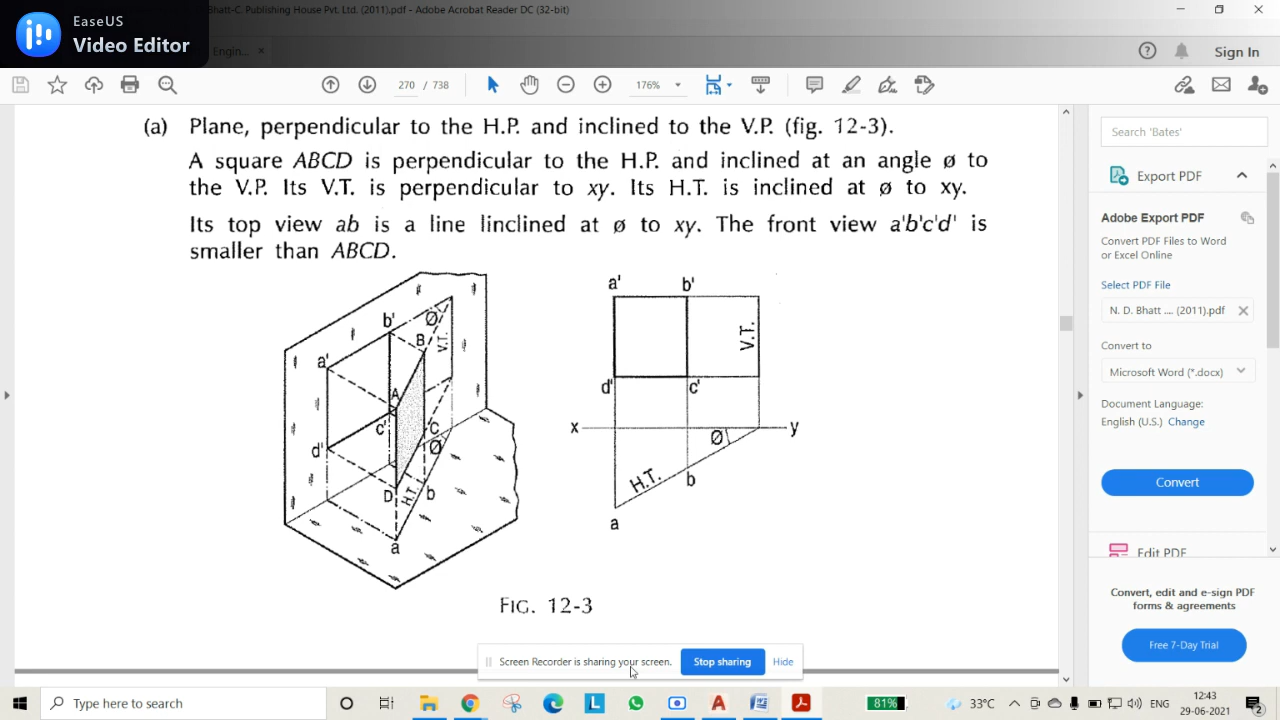 EaseUS
Video Editor
Bhatt-C. Publishing House Pvt. Ltd. (2011).pdf - Adobe Acrobat Reader DC (32-bit)
Engin...
Sign In
270 / 738
176%
Search 'Bates'
(a) Plane, perpendicular to the H.P. and inclined to the V.P. (fig. 12-3).
A square ABCD is perpendicular to the H.P. and inclined at an angle ø to
the V.P. Its V.T. is perpendicular to xy. Its H.T. is inclined at ø to xy.
Its top view ab is a line linclined at ø to xy. The front view a'b'c'd' is
smaller than ABCD.
b'
Ø
B
V.T.
a'
A
c'
C
Ø
d'
D
H.T.
b
a
a'
b'
V.T.
d'
c'
x
y
Ø
H.T.
b
a
FIG. 12-3
Export PDF
Adobe Export PDF
Convert PDF Files to Word
or Excel Online
Select PDF File
N. D. Bhatt .... (2011).pdf
Convert to
Microsoft Word (*.docx)
Document Language:
English (U.S.) Change
Convert
Edit PDF
Convert, edit and e-sign PDF
forms & agreements
Free 7-Day Trial
Screen Recorder is sharing your screen.
Stop sharing
Hide
Type here to search
L
W
81%
33°C
ENG
12:43
29-06-2021
2